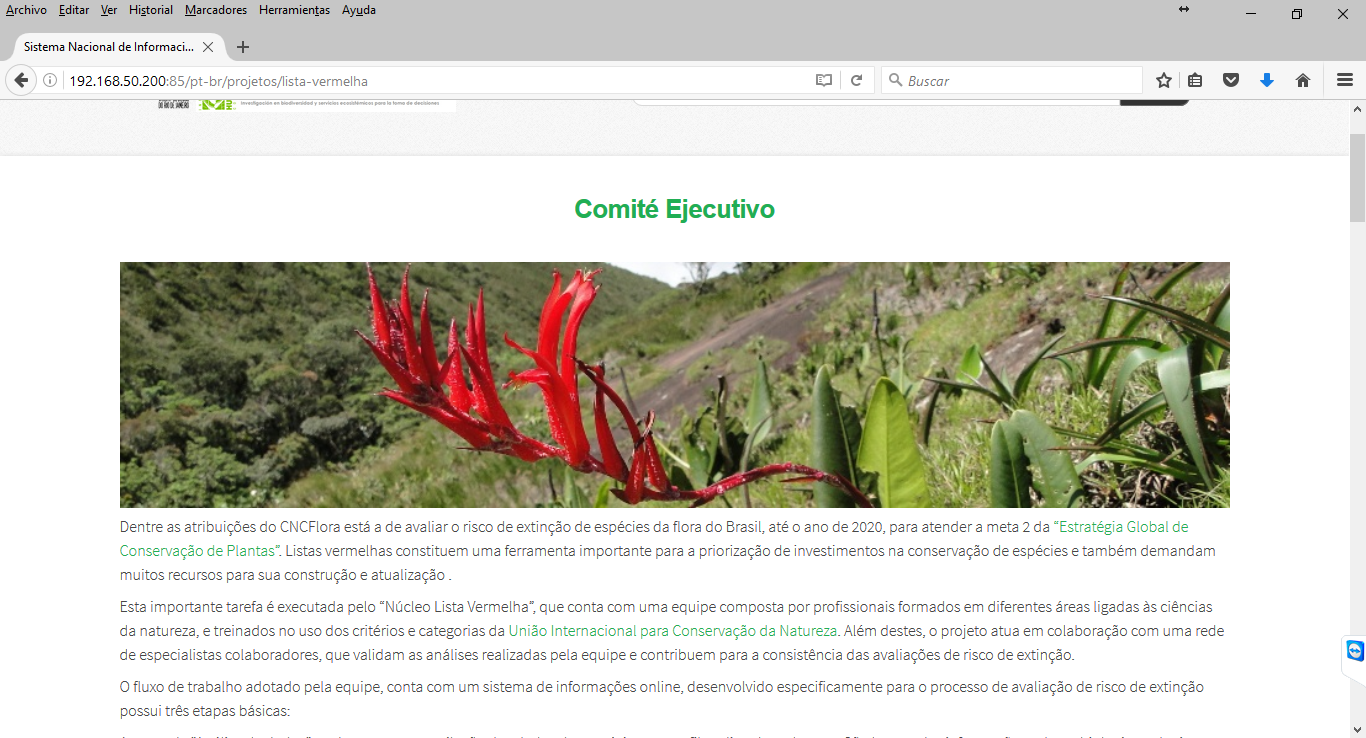 Archivo Editar Ver Historial Marcadores Herramientas Ayuda
Sistema Nacional de Informaci...
192.168.50.200:85/pt-br/projetos/lista-vermelha
Buscar
DO RIO DE JANEIRO
Investigación en biodiversidad y servicios ecosistémicos para la toma de decisiones
Comité Ejecutivo
Dentre as atribuições do CNCFlora está a de avaliar o risco de extinção de espécies da flora do Brasil, até o ano de 2020, para atender a meta 2 da “Estratégia Global de
Conservação de Plantas”. Listas vermelhas constituem uma ferramenta importante para a priorização de investimentos na conservação de espécies e também demandam
muitos recursos para sua construção e atualização .
Esta importante tarefa é executada pelo “Núcleo Lista Vermelha”, que conta com uma equipe composta por profissionais formados em diferentes áreas ligadas às ciências
da natureza, e treinados no uso dos critérios e categorias da União Internacional para Conservação da Natureza. Além destes, o projeto atua em colaboração com uma rede
de especialistas colaboradores, que validam as análises realizadas pela equipe e contribuem para a consistência das avaliações de risco de extinção.
O fluxo de trabalho adotado pela equipe, conta com um sistema de informações online, desenvolvido especificamente para o processo de avaliação de risco de extinção
possui três etapas básicas: